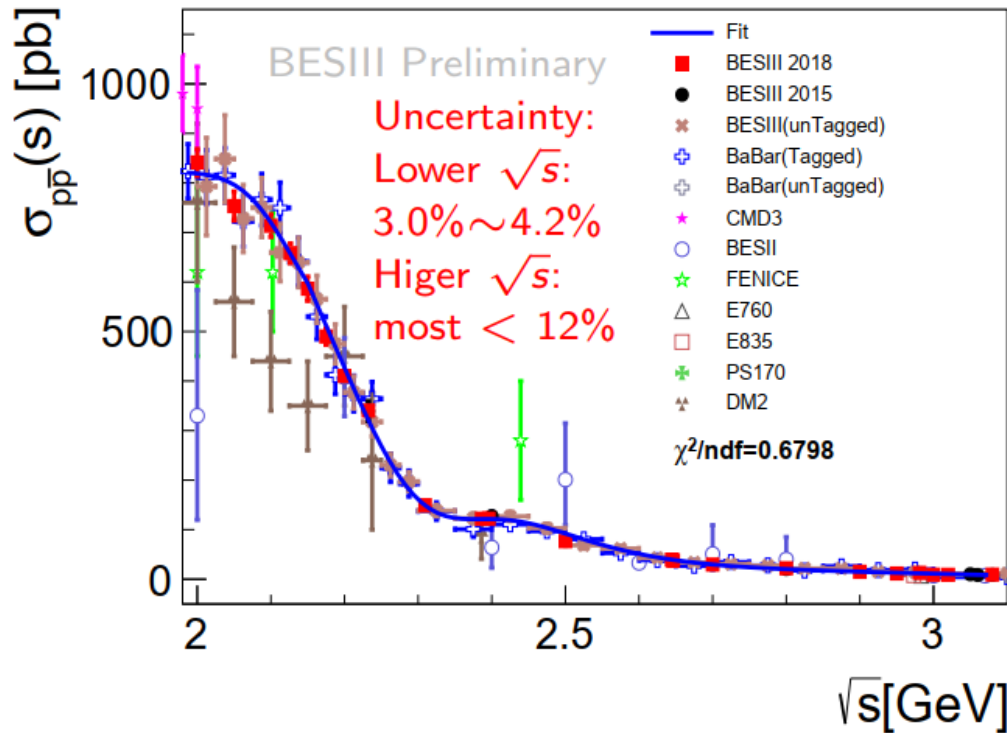 σpp̅(s) [pb]
1000
500
0
BESIII Preliminary
Uncertainty:
Lower √s:
3.0%~4.2%
Higer √s:
most < 12%
Fit
BESIII 2018
BESIII 2015
BESIII(unTagged)
BaBar(Tagged)
BaBar(unTagged)
CMD3
BESII
FENICE
E760
E835
PS170
DM2
χ²/ndf=0.6798
2
2.5
3
√s[GeV]